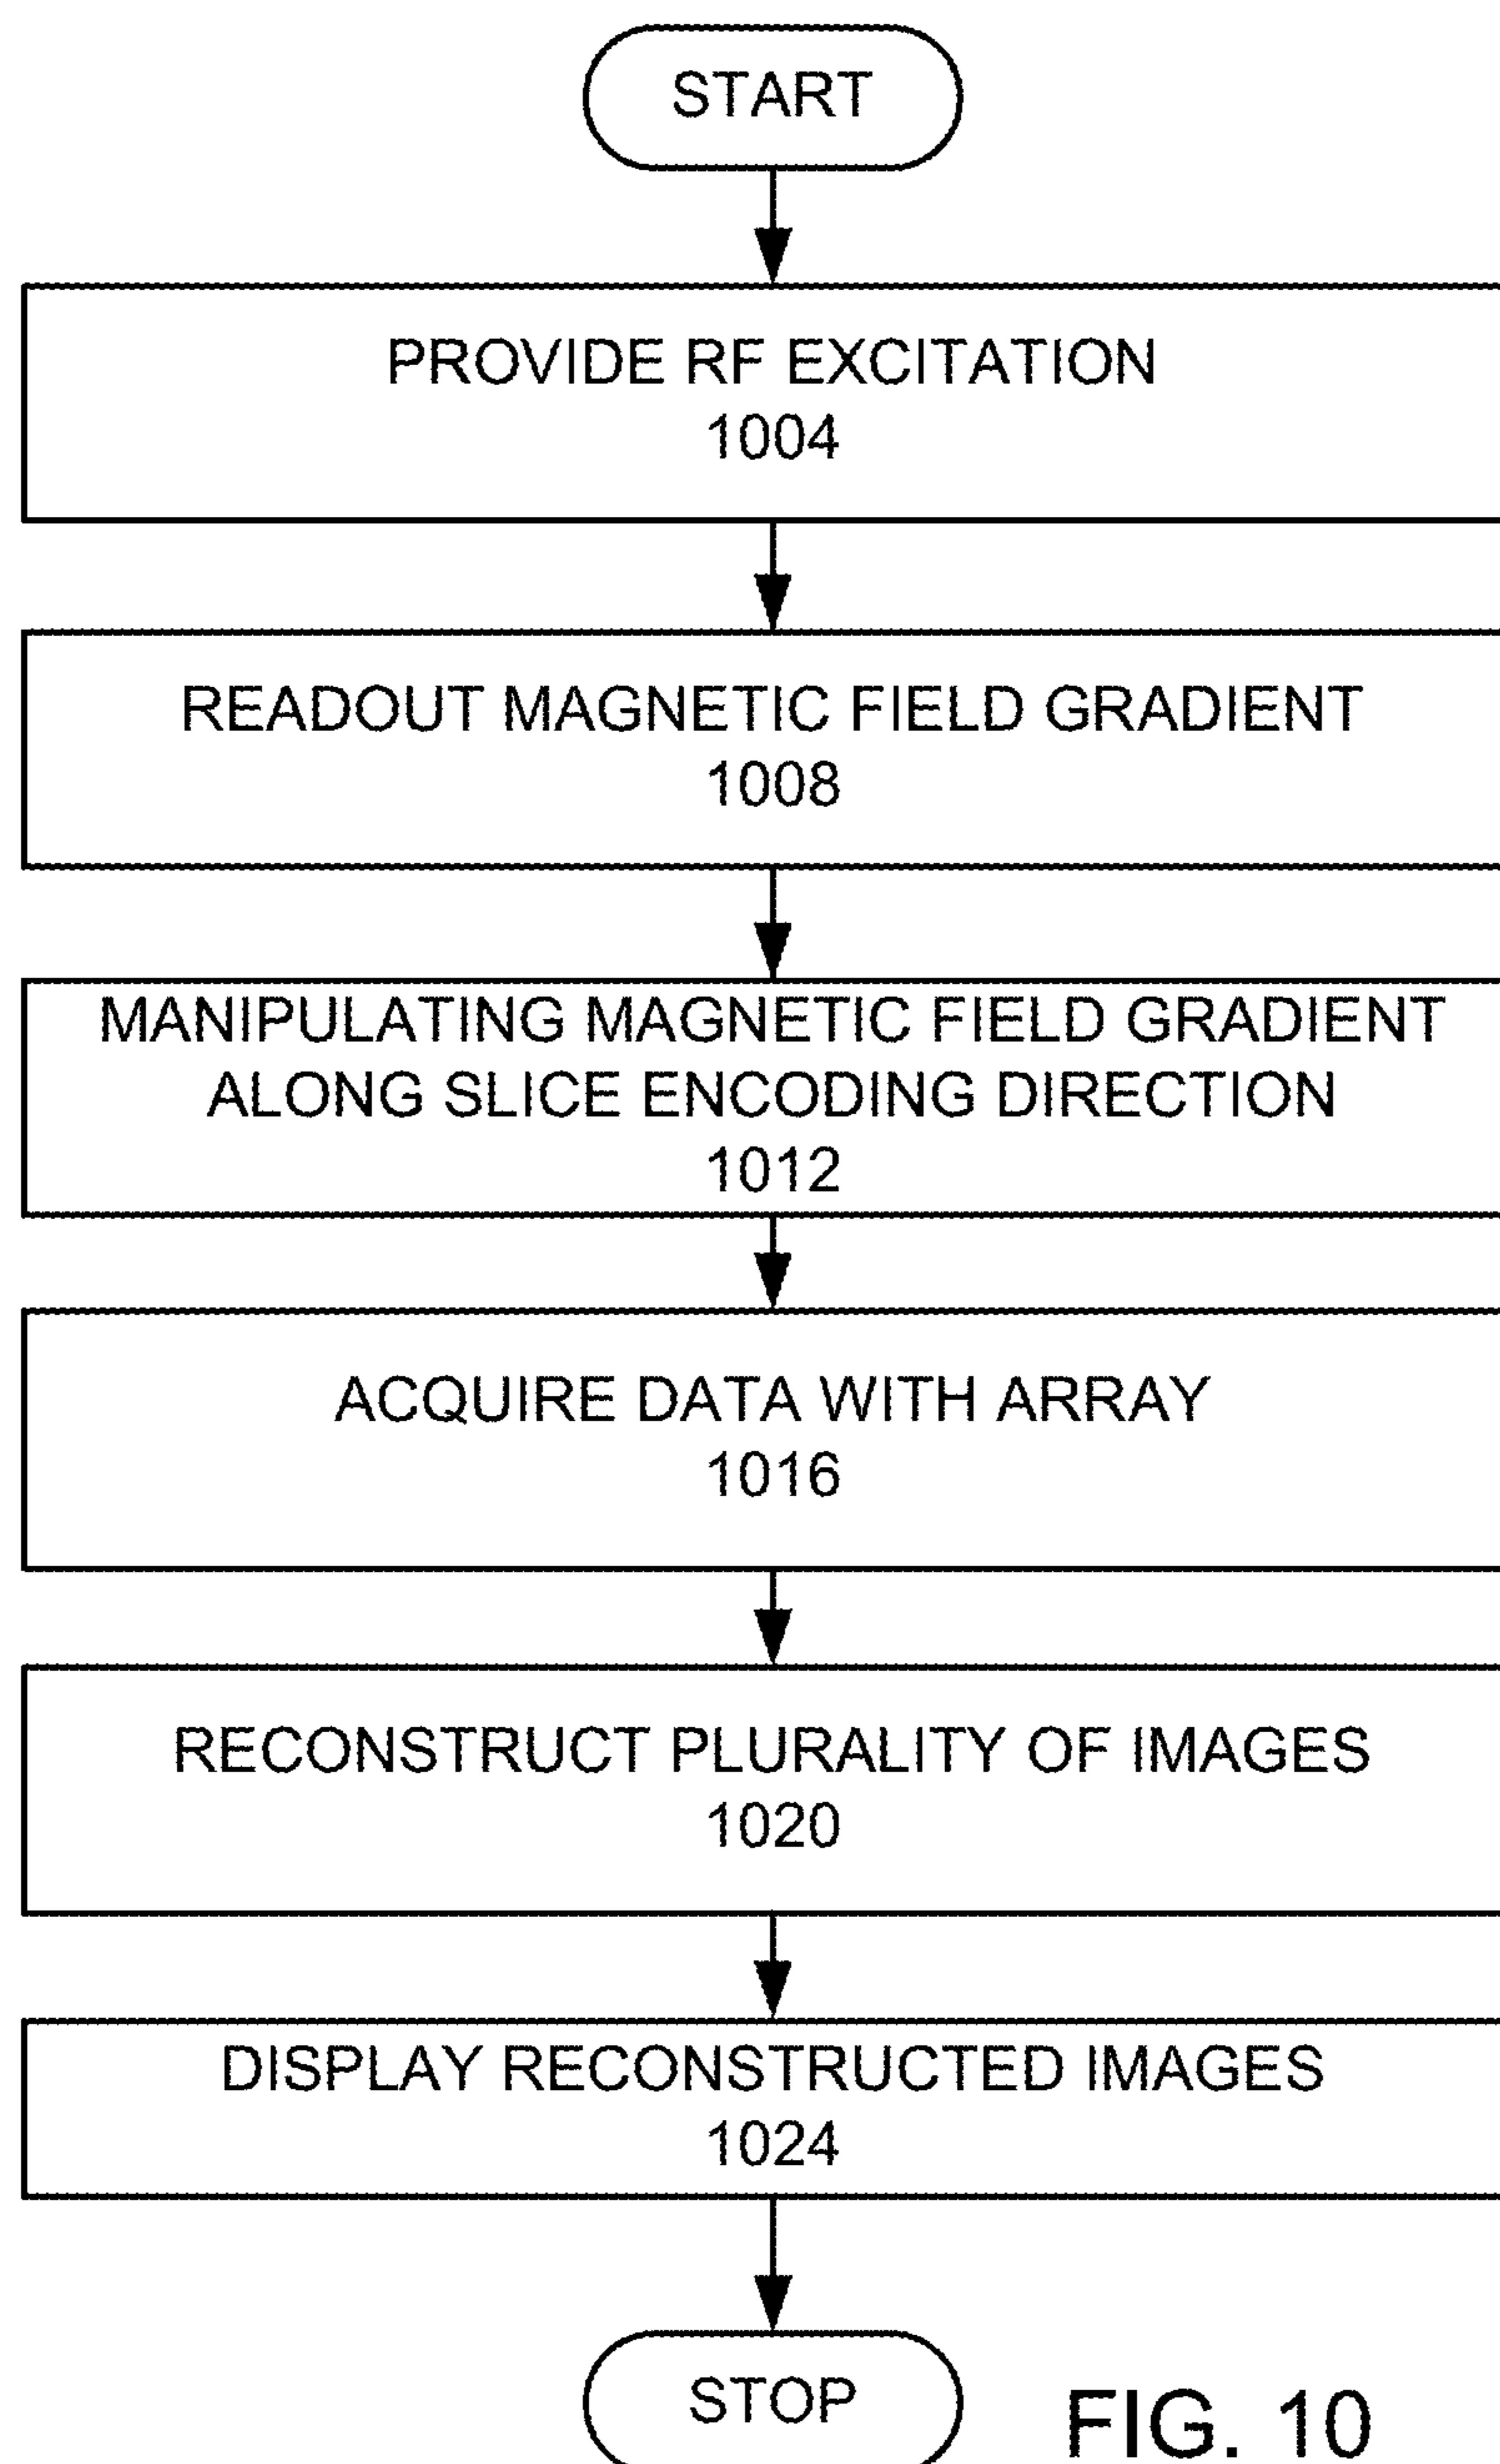 START
PROVIDE RF EXCITATION
1004
READOUT MAGNETIC FIELD GRADIENT
1008
MANIPULATING MAGNETIC FIELD GRADIENT
ALONG SLICE ENCODING DIRECTION
1012
ACQUIRE DATA WITH ARRAY
1016
RECONSTRUCT PLURALITY OF IMAGES
1020
DISPLAY RECONSTRUCTED IMAGES
1024
STOP
FIG. 10